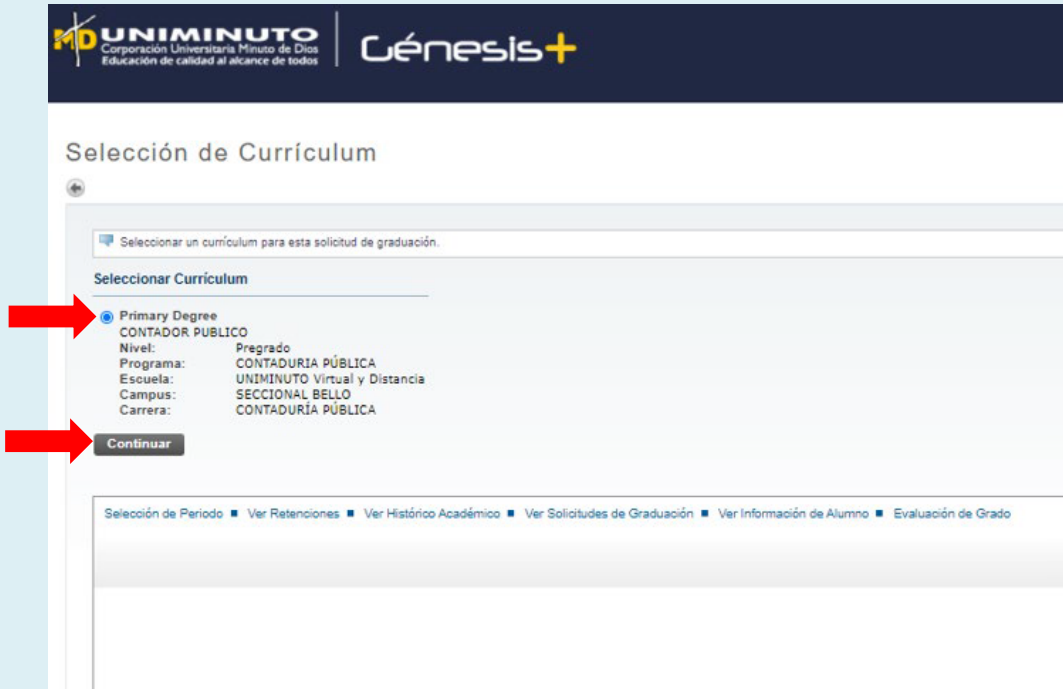 UNIMINUTO
Corporación Universitaria Minuto de Dios
Educación de calidad al alcance de todos
Génesis+
Selección de Currículum
Seleccionar un currículum para esta solicitud de graduación.
Seleccionar Currículum
Primary Degree
CONTADOR PUBLICO
Nivel: Pregrado
Programa: CONTADURIA PÚBLICA
Escuela: UNIMINUTO Virtual y Distancia
Campus: SECCIONAL BELLO
Carrera: CONTADURÍA PÚBLICA
Continuar
Selección de Periodo ■ Ver Retenciones ■ Ver Histórico Académico ■ Ver Solicitudes de Graduación ■ Ver Información de Alumno ■ Evaluación de Grado